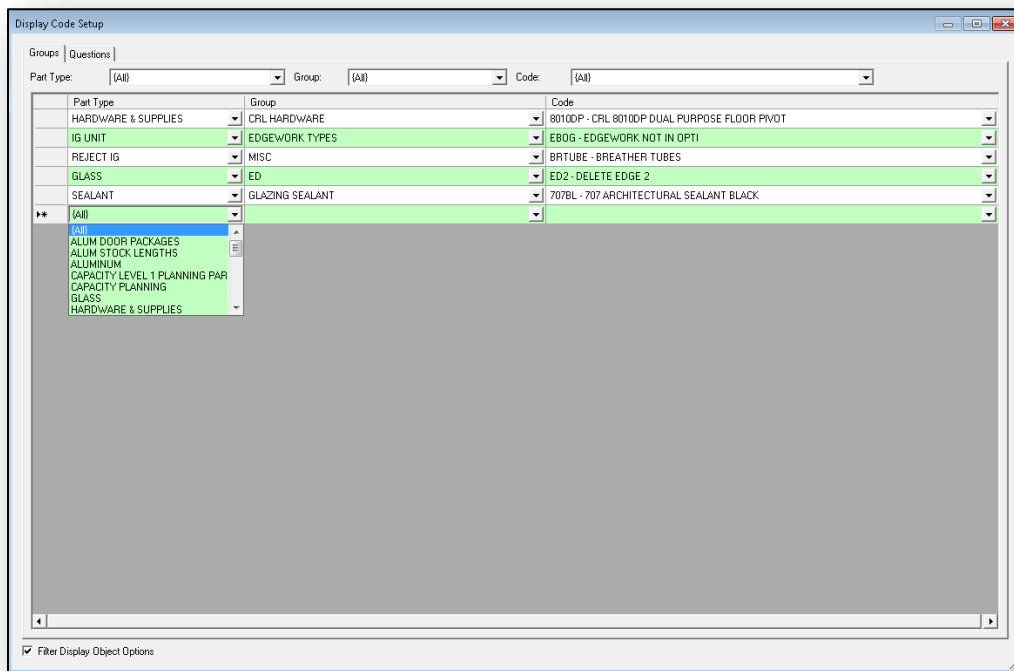 Display Code Setup
Groups Questions
Part Type: {All} Group: {All} Code: {All}
Part Type Group Code
HARDWARE & SUPPLIES CRL HARDWARE 8010DP - CRL 8010DP DUAL PURPOSE FLOOR PIVOT
IG UNIT EDGEWORK TYPES EBOG - EDGEWORK NOT IN OPTI
REJECT IG MISC BRTUBE - BREATHER TUBES
GLASS ED ED2 - DELETE EDGE 2
SEALANT GLAZING SEALANT 707BL - 707 ARCHITECTURAL SEALANT BLACK
{All}
{All}
ALUM DOOR PACKAGES
ALUM STOCK LENGTHS
ALUMINUM
CAPACITY LEVEL 1 PLANNING PAR
CAPACITY PLANNING
GLASS
HARDWARE & SUPPLIES
Filter Display Object Options